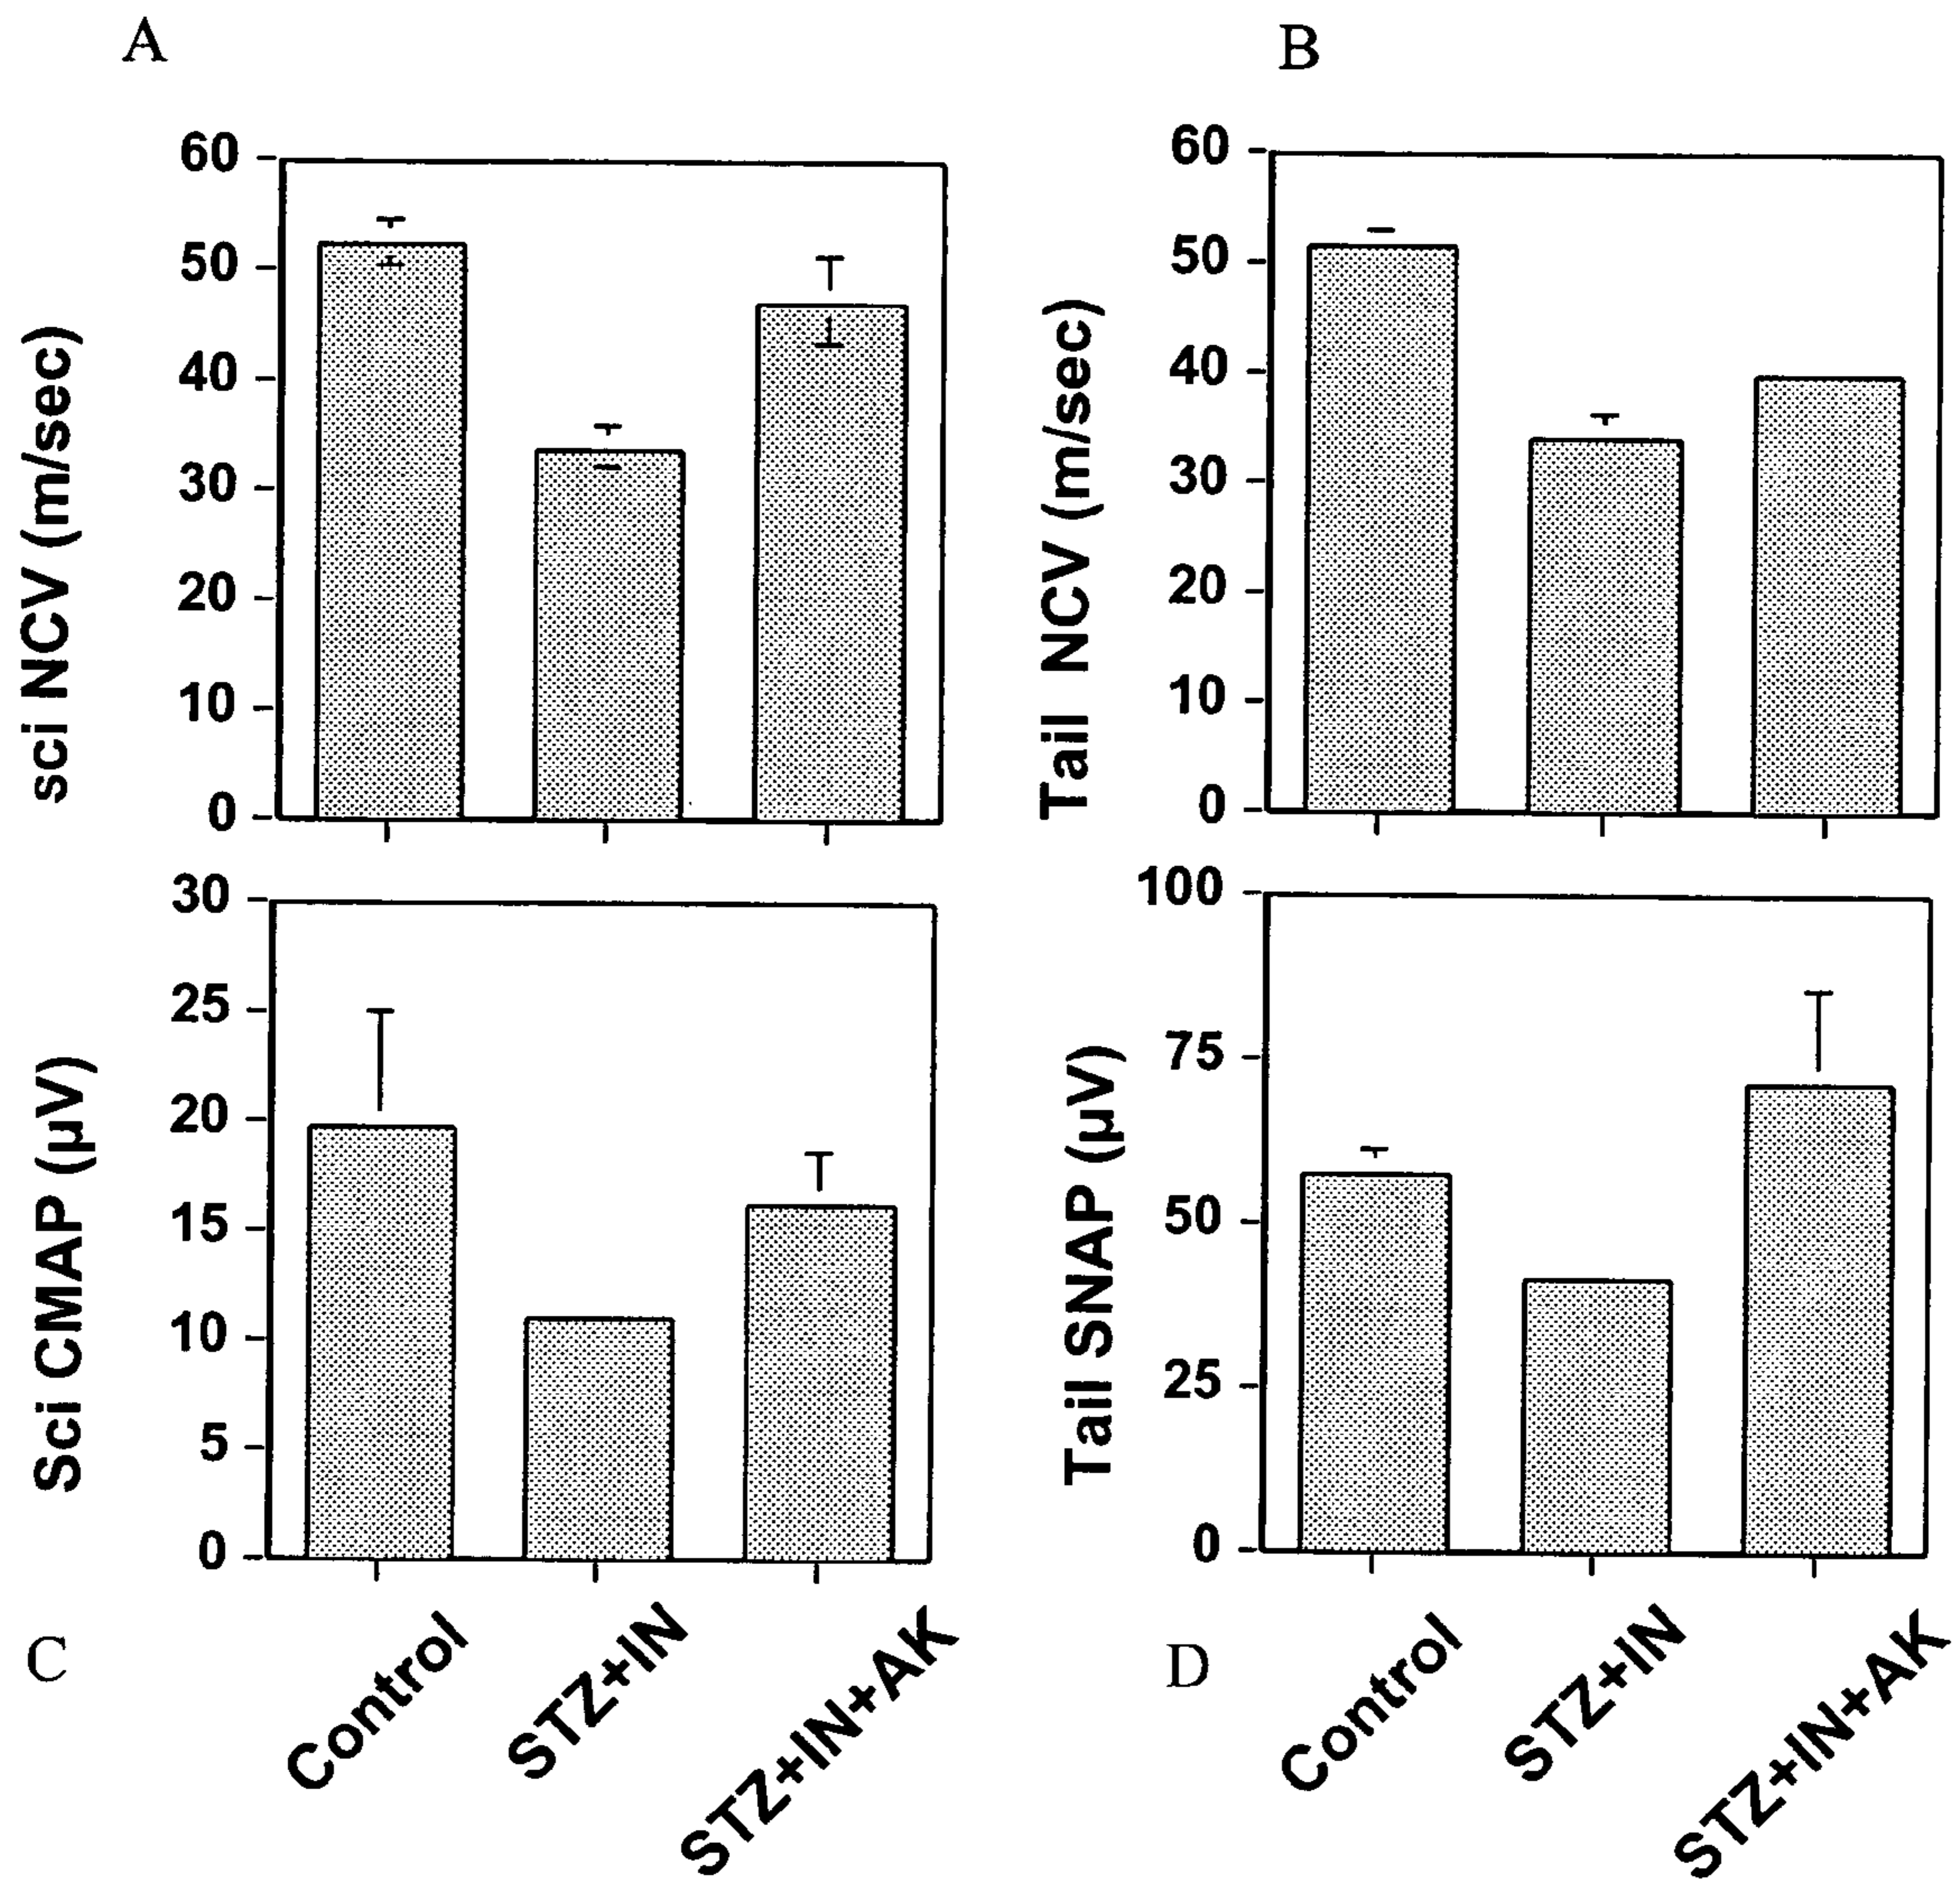 A
B
sci NCV (m/sec)
60
50
40
30
20
10
0
Tail NCV (m/sec)
60
50
40
30
20
10
0
Sci CMAP (μV)
30
25
20
15
10
5
0
Tail SNAP (μV)
100
75
50
25
0
C
Control
STZ+IN
STZ+IN+AK
D
Control
STZ+IN
STZ+IN+AK